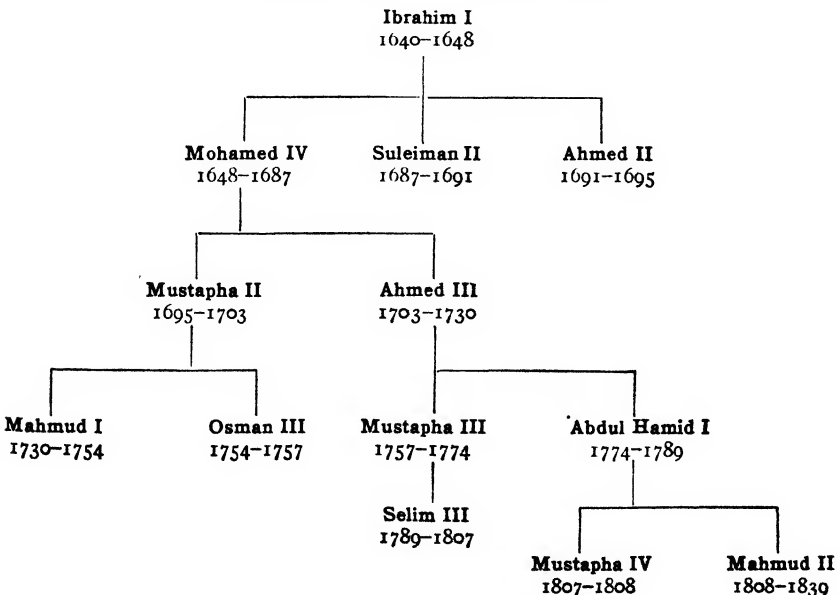 Ibrahim I
1640–1648
Mohamed IV Suleiman II Ahmed II
1648–1687 1687–1691 1691–1695
Mustapha II Ahmed III
1695–1703 1703–1730
Mahmud I Osman III Mustapha III Abdul Hamid I
1730–1754 1754–1757 1757–1774 1774–1789
Selim III
1789–1807
Mustapha IV Mahmud II
1807–1808 1808–1839